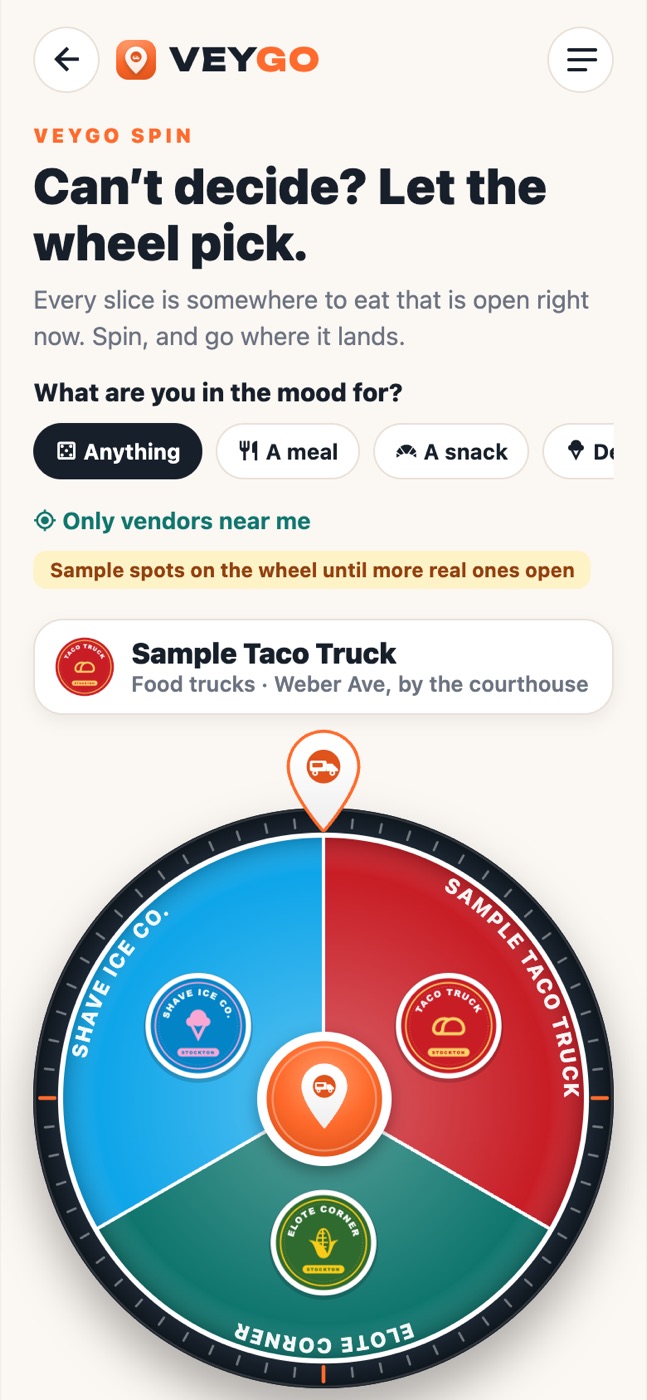 VEYGO
VEYGO SPIN
Can't decide? Let the
wheel pick.
Every slice is somewhere to eat that is open right
now. Spin, and go where it lands.
What are you in the mood for?
Anything
A meal
A snack
De
Only vendors near me
Sample spots on the wheel until more real ones open
TACO TRUCK
STOCKTON
Sample Taco Truck
Food trucks · Weber Ave, by the courthouse
SHAVE ICE CO.
SAMPLE TACO TRUCK
SHAVE ICE CO.
STOCKTON
TACO TRUCK
STOCKTON
ELOTE CORNER
STOCKTON
ELOTE CORNER